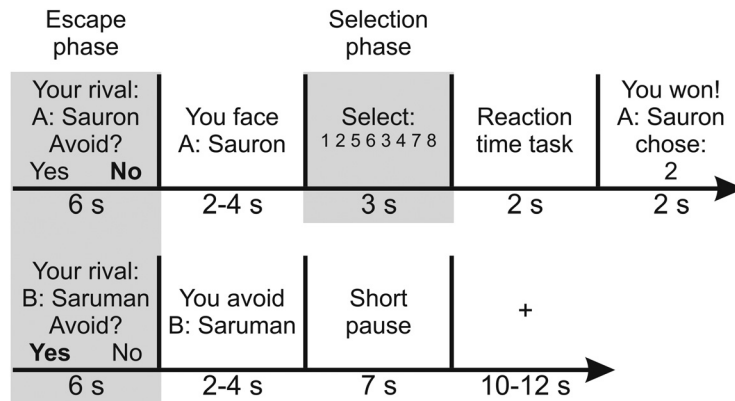 Escape phase
Selection phase
Your rival:
A: Sauron
Avoid?
Yes No
You face
A: Sauron
Select:
1 2 5 6 3 4 7 8
Reaction
time task
You won!
A: Sauron
chose:
2
6 s
2-4 s
3 s
2 s
2 s
Your rival:
B: Saruman
Avoid?
Yes No
You avoid
B: Saruman
Short
pause
+
6 s
2-4 s
7 s
10-12 s